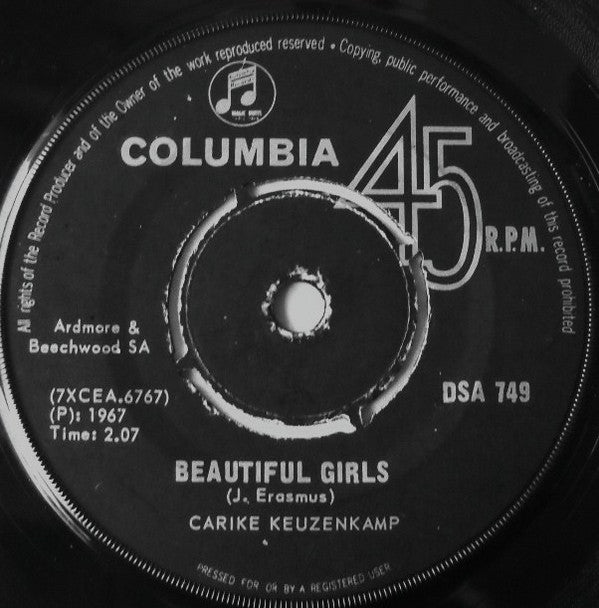 All rights of the Record Producer and of the Owner of the work reproduced reserved • Copying, public performance and broadcasting of this record prohibited
COLUMBIA
45
R.P.M.
Ardmore &
Beechwood SA
(7XCEA.6767)
(P): 1967
Time: 2.07
DSA 749
BEAUTIFUL GIRLS
(J. Erasmus)
CARIKE KEUZENKAMP
PRESSED FOR OR BY A REGISTERED USER